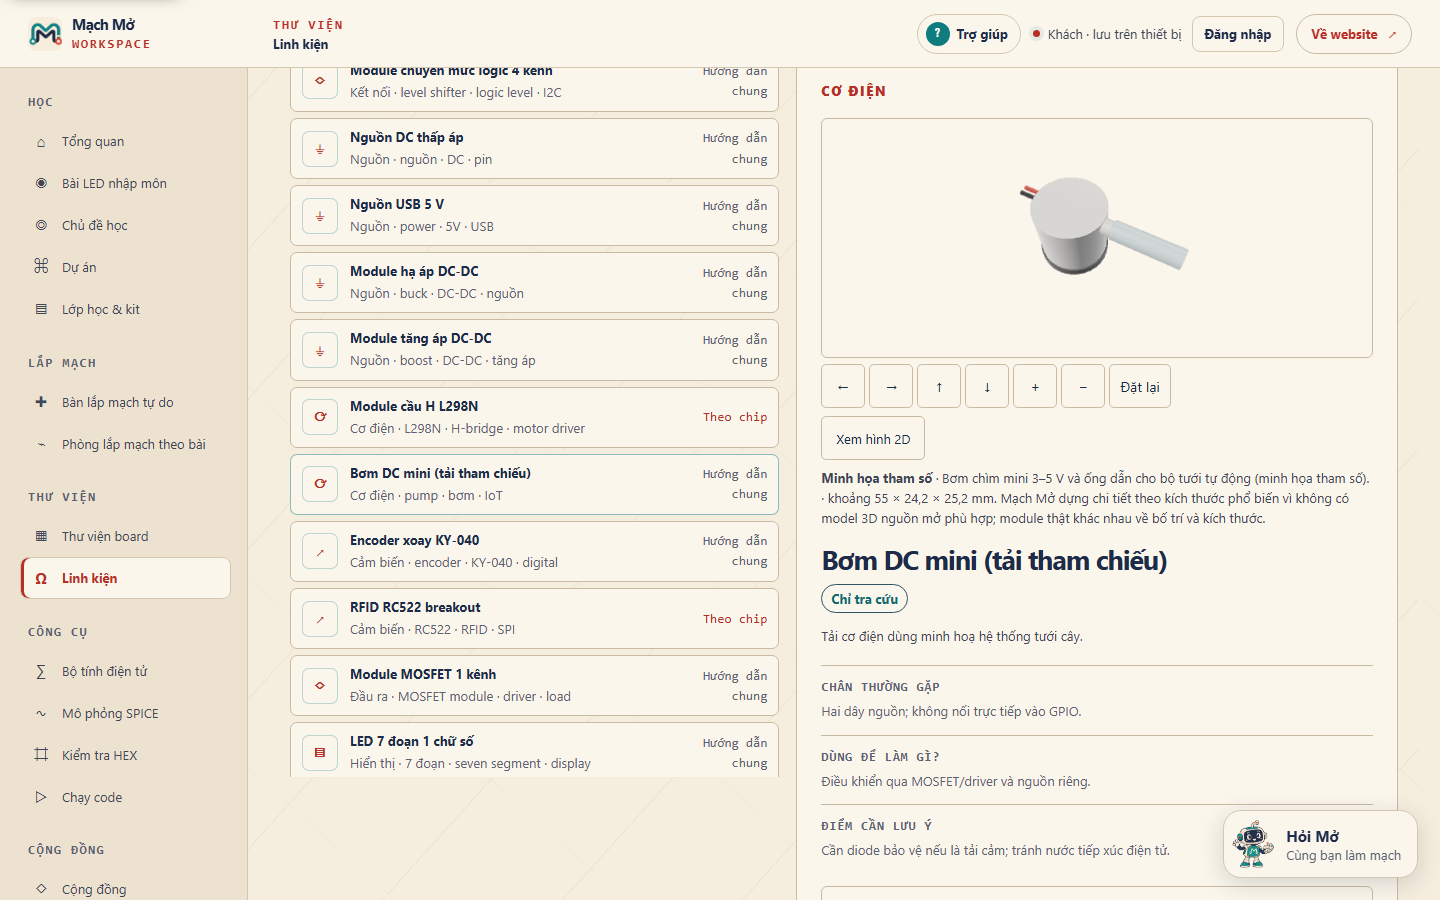 Mạch Mở
WORKSPACE
THƯ VIỆN
Linh kiện
? Trợ giúp
Khách · lưu trên thiết bị
Đăng nhập
Về website ↗
HỌC
Tổng quan
Bài LED nhập môn
Chủ đề học
Dự án
Lớp học & kit
LẮP MẠCH
Bàn lắp mạch tự do
Phòng lắp mạch theo bài
THƯ VIỆN
Thư viện board
Linh kiện
CÔNG CỤ
Bộ tính điện tử
Mô phỏng SPICE
Kiểm tra HEX
Chạy code
CỘNG ĐỒNG
Cộng đồng
Module chuyển mức logic 4 kênh
Kết nối · level shifter · logic level · I2C
Hướng dẫn
chung
Nguồn DC thấp áp
Nguồn · nguồn · DC · pin
Hướng dẫn
chung
Nguồn USB 5 V
Nguồn · power · 5V · USB
Hướng dẫn
chung
Module hạ áp DC-DC
Nguồn · buck · DC-DC · nguồn
Hướng dẫn
chung
Module tăng áp DC-DC
Nguồn · boost · DC-DC · tăng áp
Hướng dẫn
chung
Module cầu H L298N
Cơ điện · L298N · H-bridge · motor driver
Theo chip
Bơm DC mini (tải tham chiếu)
Cơ điện · pump · bơm · IoT
Hướng dẫn
chung
Encoder xoay KY-040
Cảm biến · encoder · KY-040 · digital
Hướng dẫn
chung
RFID RC522 breakout
Cảm biến · RC522 · RFID · SPI
Theo chip
Module MOSFET 1 kênh
Đầu ra · MOSFET module · driver · load
Hướng dẫn
chung
LED 7 đoạn 1 chữ số
Hiển thị · 7 đoạn · seven segment · display
Hướng dẫn
chung
CƠ ĐIỆN
← → ↑ ↓ + − Đặt lại
Xem hình 2D
Minh họa tham số · Bơm chìm mini 3–5 V và ống dẫn cho bộ tưới tự động (minh họa tham số).
· khoảng 55 × 24,2 × 25,2 mm. Mạch Mở dựng chi tiết theo kích thước phổ biến vì không có
model 3D nguồn mở phù hợp; module thật khác nhau về bố trí và kích thước.
Bơm DC mini (tải tham chiếu)
Chỉ tra cứu
Tải cơ điện dùng minh hoạ hệ thống tưới cây.
CHÂN THƯỜNG GẶP
Hai dây nguồn; không nối trực tiếp vào GPIO.
DÙNG ĐỂ LÀM GÌ?
Điều khiển qua MOSFET/driver và nguồn riêng.
ĐIỂM CẦN LƯU Ý
Cần diode bảo vệ nếu là tải cảm; tránh nước tiếp xúc điện tử.
Hỏi Mở
Cùng bạn làm mạch